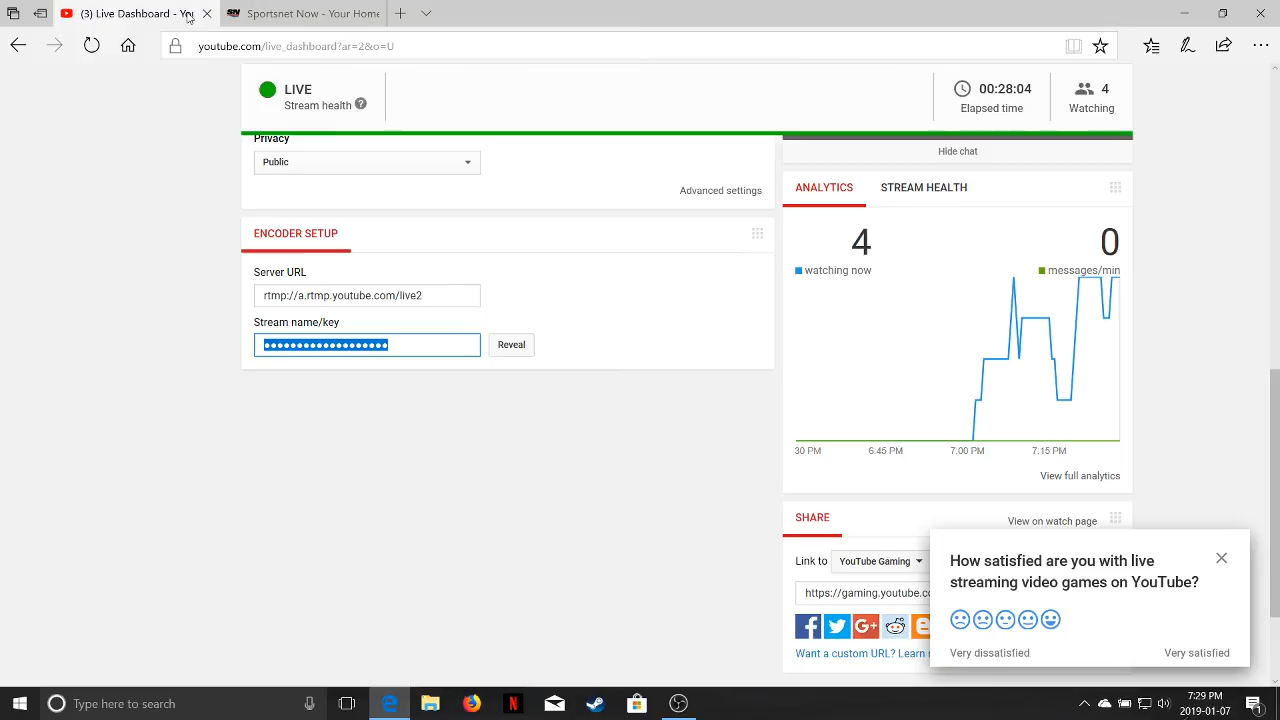 (3) Live Dashboard - Yo
Sportsnet - Home
youtube.com/live_dashboard?ar=2&o=U
LIVE
Stream health ?
00:28:04
Elapsed time
4
Watching
Privacy
Public
Advanced settings
ENCODER SETUP
Server URL
rtmp://a.rtmp.youtube.com/live2
Stream name/key
●●●●●●●●●●●●●●●●●●●
Reveal
Hide chat
ANALYTICS
STREAM HEALTH
4
0
watching now
messages/min
30 PM
6:45 PM
7:00 PM
7:15 PM
View full analytics
SHARE
View on watch page
Link to
YouTube Gaming
https://gaming.youtube.co
Want a custom URL? Learn
How satisfied are you with live
streaming video games on YouTube?
Very dissatisfied
Very satisfied
Type here to search
7:29 PM
2019-01-07